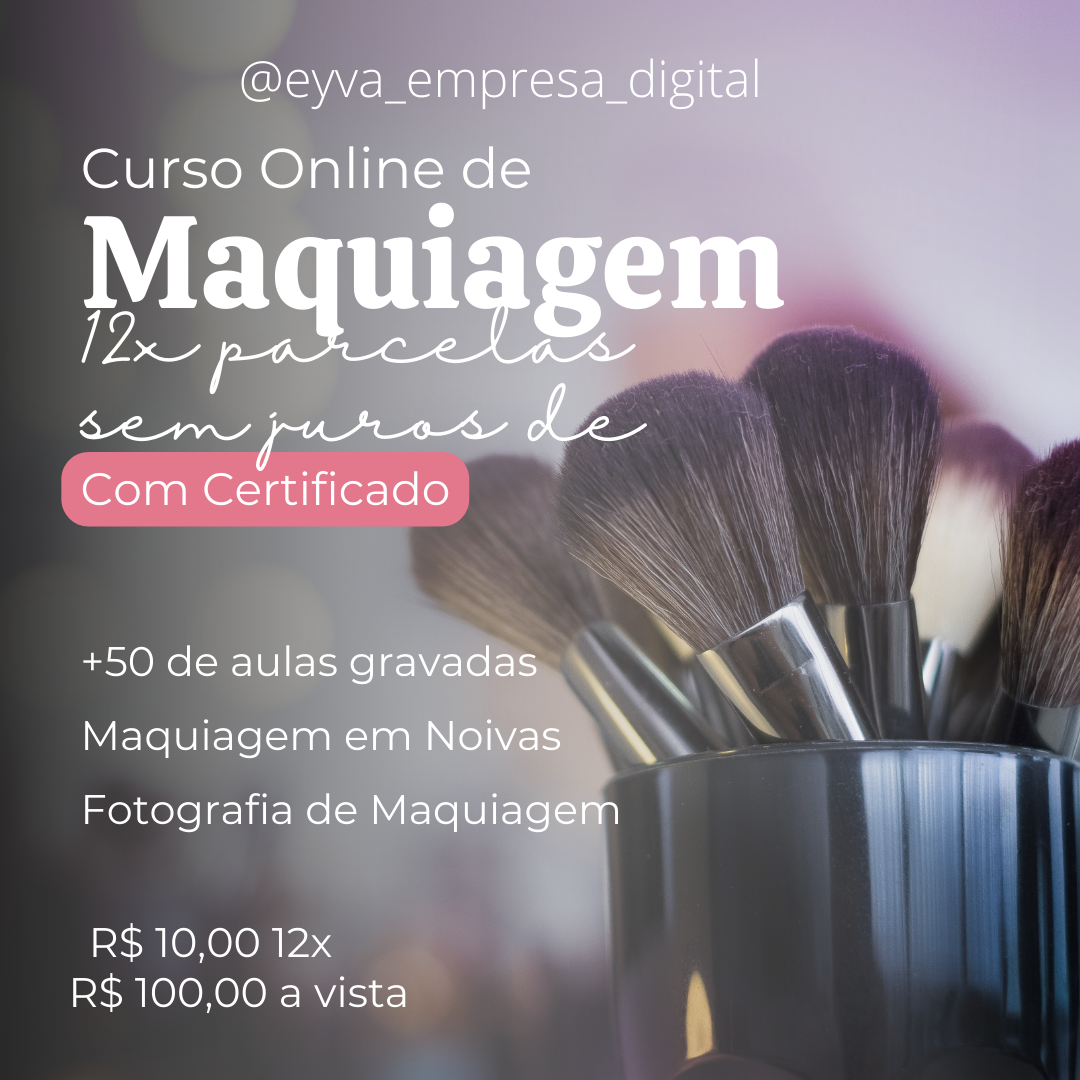 @eyva_empresa_digital
Curso Online de
Maquiagem
12x parcelas
sem juros de
Com Certificado
+50 de aulas gravadas
Maquiagem em Noivas
Fotografia de Maquiagem
R$ 10,00 12x
R$ 100,00 a vista